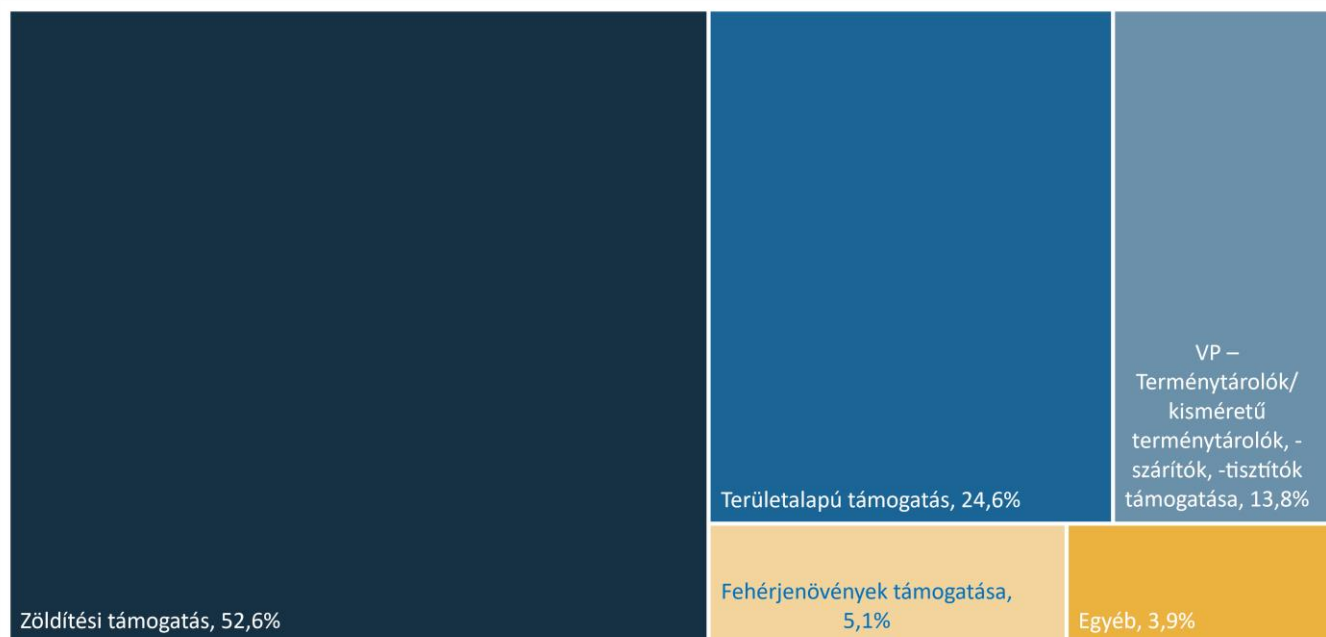 Zöldítési támogatás, 52,6%
Területalapú támogatás, 24,6%
VP –
Terménytárolók/
kisméretű
terménytárolók, -
szárítók, -tisztítók
támogatása, 13,8%
Fehérjenövények támogatása,
5,1%
Egyéb, 3,9%